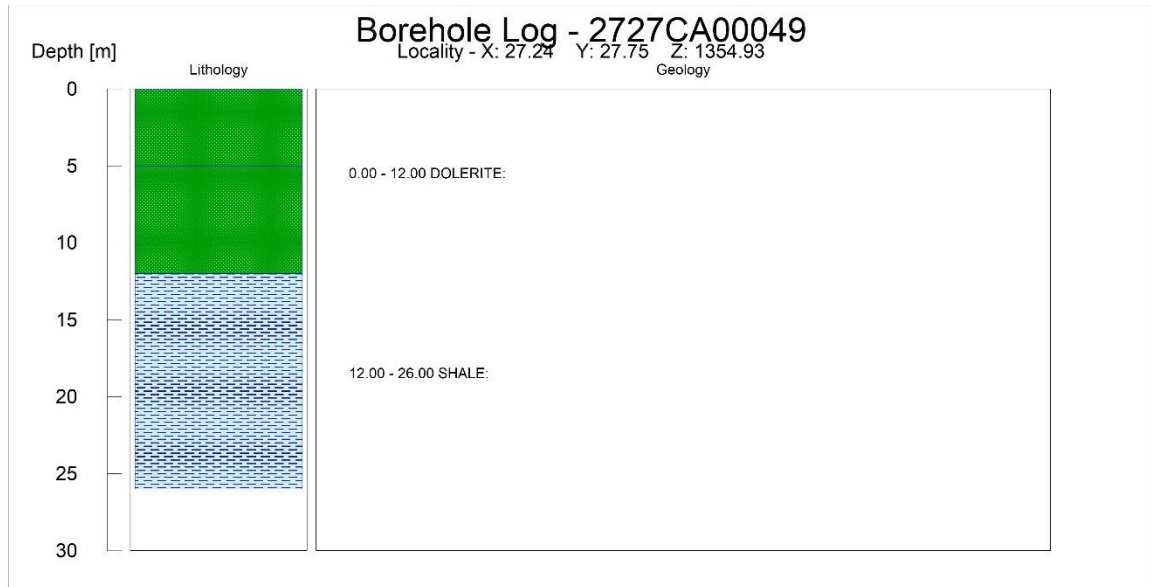 Borehole Log - 2727CA00049
Depth [m]
Locality - X: 27.24 Y: 27.75 Z: 1354.93
Lithology
Geology
0
5
0.00 - 12.00 DOLERITE:
10
15
12.00 - 26.00 SHALE:
20
25
30